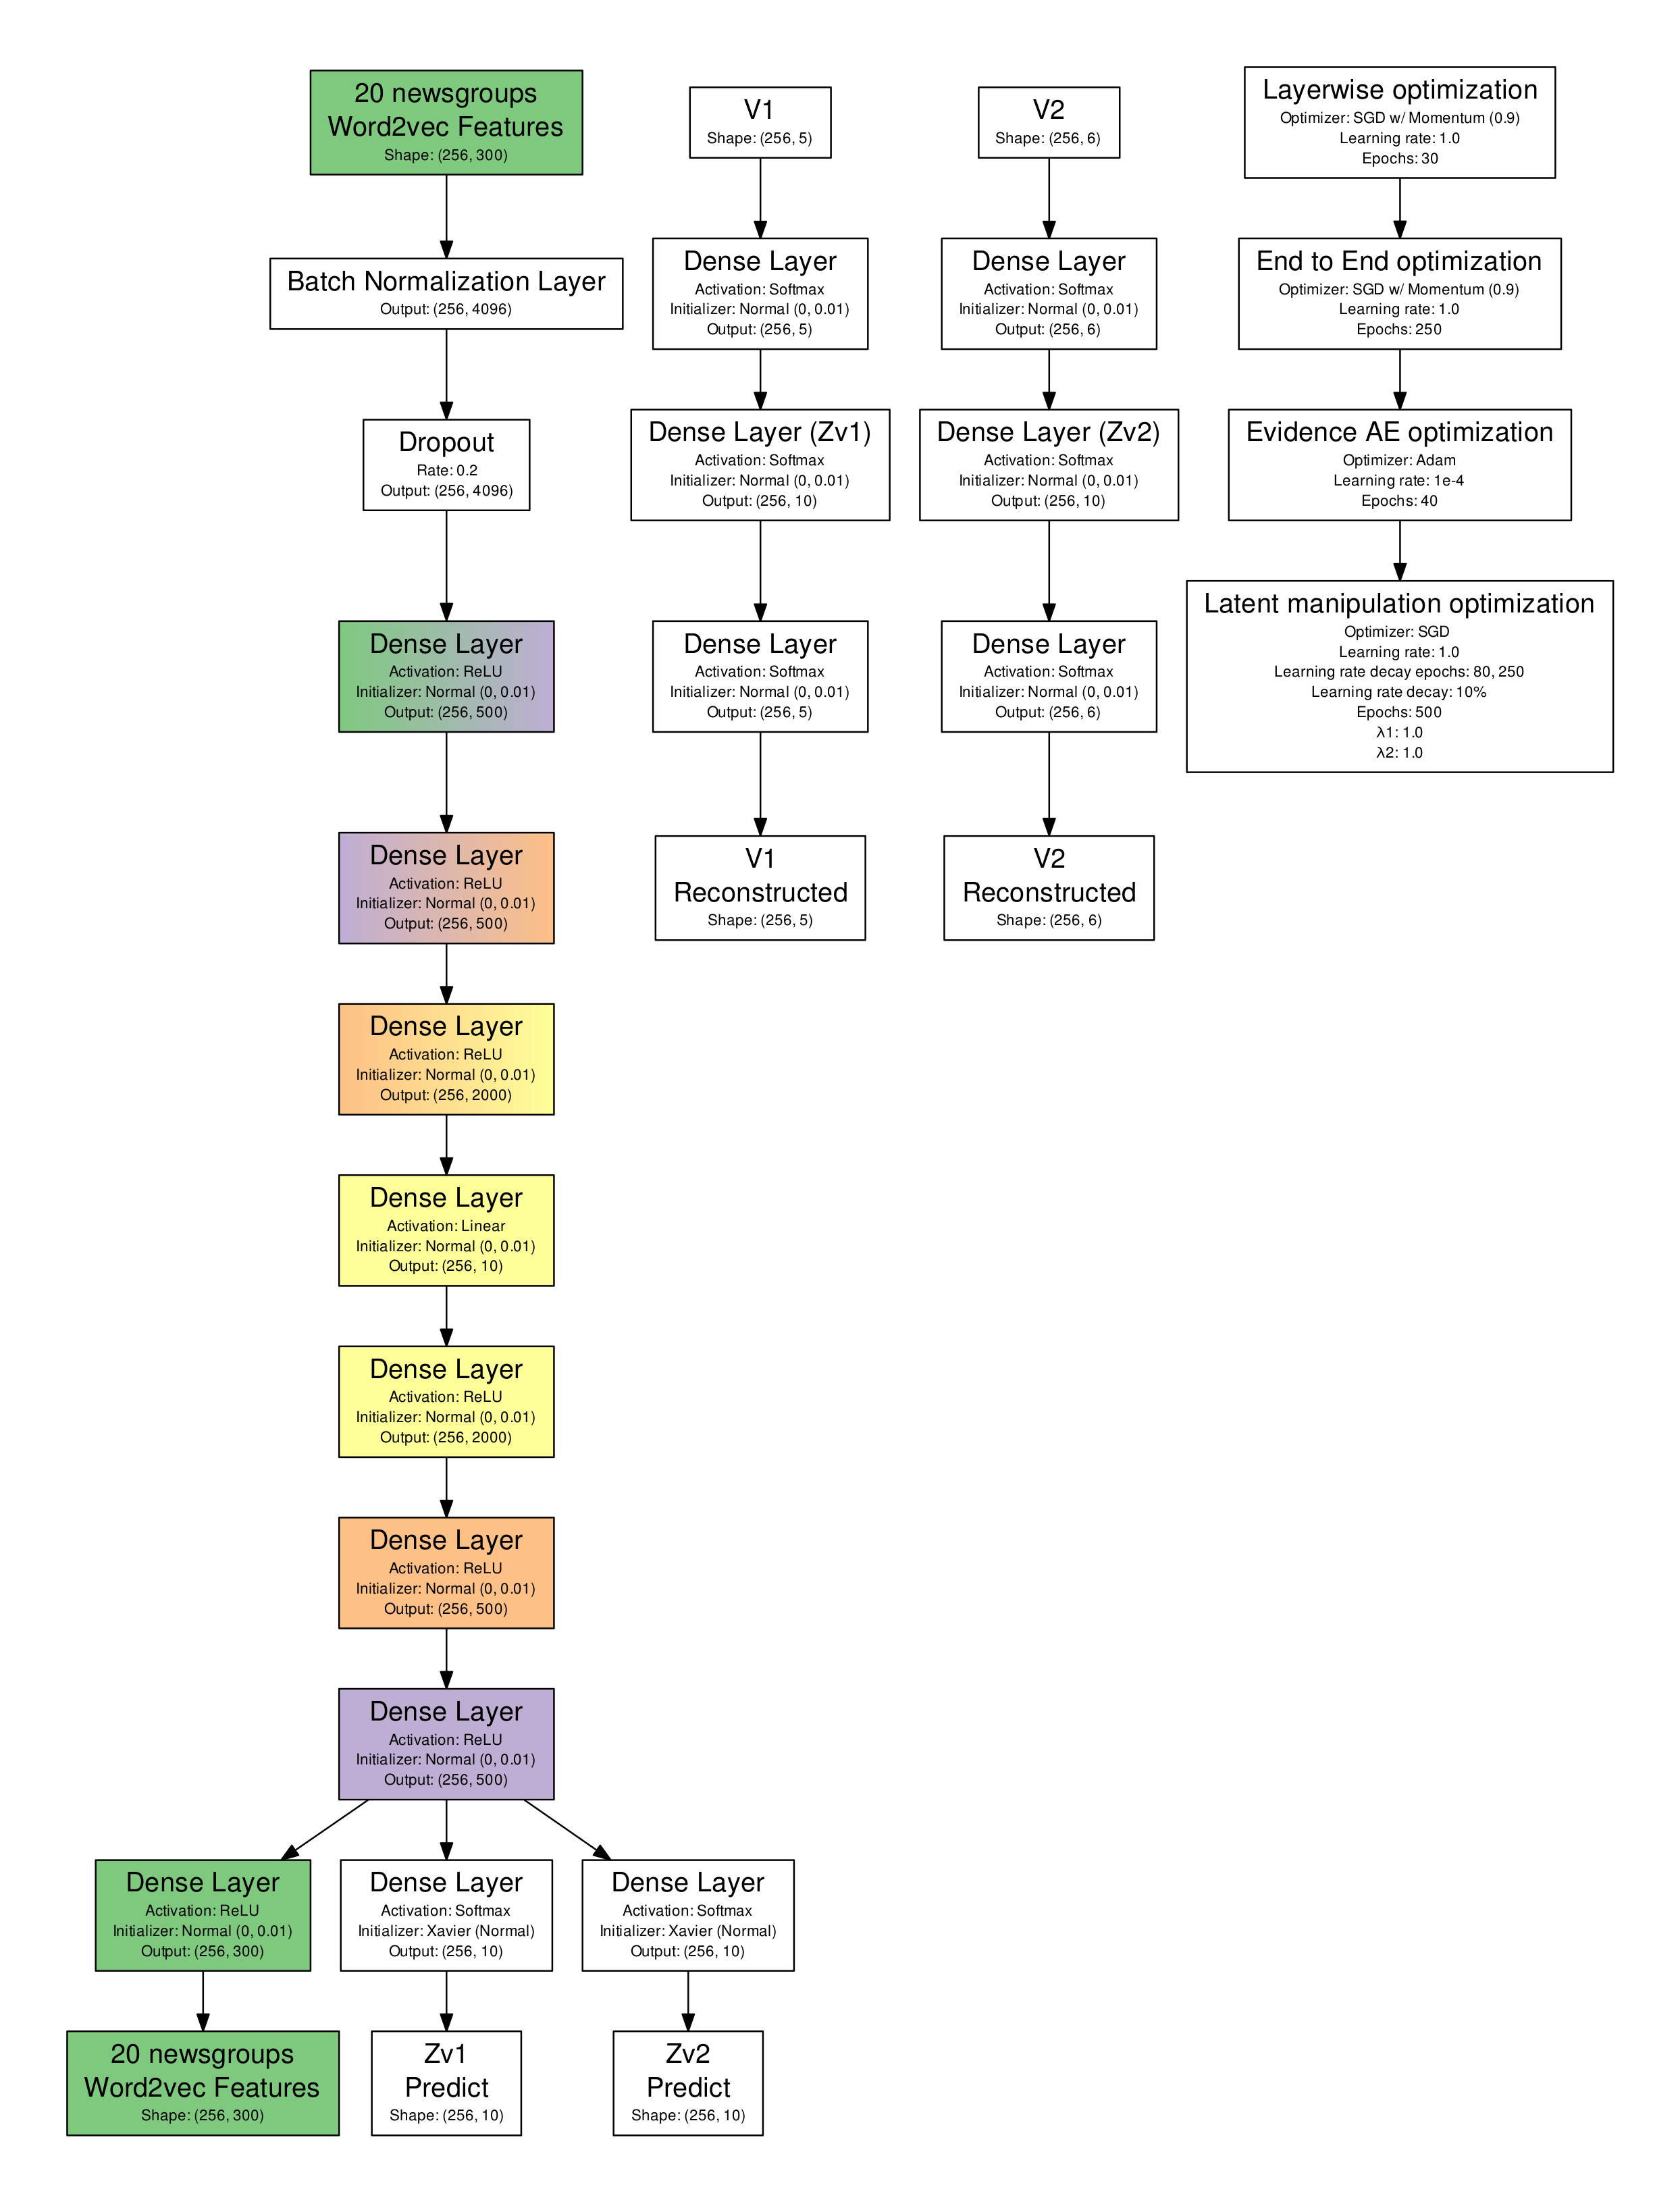 20 newsgroups
Word2vec Features
Shape: (256, 300)
Batch Normalization Layer
Output: (256, 4096)
Dropout
Rate: 0.2
Output: (256, 4096)
Dense Layer
Activation: ReLU
Initializer: Normal (0, 0.01)
Output: (256, 500)
Dense Layer
Activation: ReLU
Initializer: Normal (0, 0.01)
Output: (256, 500)
Dense Layer
Activation: ReLU
Initializer: Normal (0, 0.01)
Output: (256, 2000)
Dense Layer
Activation: Linear
Initializer: Normal (0, 0.01)
Output: (256, 10)
Dense Layer
Activation: ReLU
Initializer: Normal (0, 0.01)
Output: (256, 2000)
Dense Layer
Activation: ReLU
Initializer: Normal (0, 0.01)
Output: (256, 500)
Dense Layer
Activation: ReLU
Initializer: Normal (0, 0.01)
Output: (256, 500)
Dense Layer
Activation: ReLU
Initializer: Normal (0, 0.01)
Output: (256, 300)
20 newsgroups
Word2vec Features
Shape: (256, 300)
Dense Layer
Activation: Softmax
Initializer: Xavier (Normal)
Output: (256, 10)
Zv1
Predict
Shape: (256, 10)
Dense Layer
Activation: Softmax
Initializer: Xavier (Normal)
Output: (256, 10)
Zv2
Predict
Shape: (256, 10)
V1
Shape: (256, 5)
Dense Layer
Activation: Softmax
Initializer: Normal (0, 0.01)
Output: (256, 5)
Dense Layer (Zv1)
Activation: Softmax
Initializer: Normal (0, 0.01)
Output: (256, 10)
Dense Layer
Activation: Softmax
Initializer: Normal (0, 0.01)
Output: (256, 5)
V1
Reconstructed
Shape: (256, 5)
V2
Shape: (256, 6)
Dense Layer
Activation: Softmax
Initializer: Normal (0, 0.01)
Output: (256, 6)
Dense Layer (Zv2)
Activation: Softmax
Initializer: Normal (0, 0.01)
Output: (256, 10)
Dense Layer
Activation: Softmax
Initializer: Normal (0, 0.01)
Output: (256, 6)
V2
Reconstructed
Shape: (256, 6)
Layerwise optimization
Optimizer: SGD w/ Momentum (0.9)
Learning rate: 1.0
Epochs: 30
End to End optimization
Optimizer: SGD w/ Momentum (0.9)
Learning rate: 1.0
Epochs: 250
Evidence AE optimization
Optimizer: Adam
Learning rate: 1e-4
Epochs: 40
Latent manipulation optimization
Optimizer: SGD
Learning rate: 1.0
Learning rate decay epochs: 80, 250
Learning rate decay: 10%
Epochs: 500
λ1: 1.0
λ2: 1.0